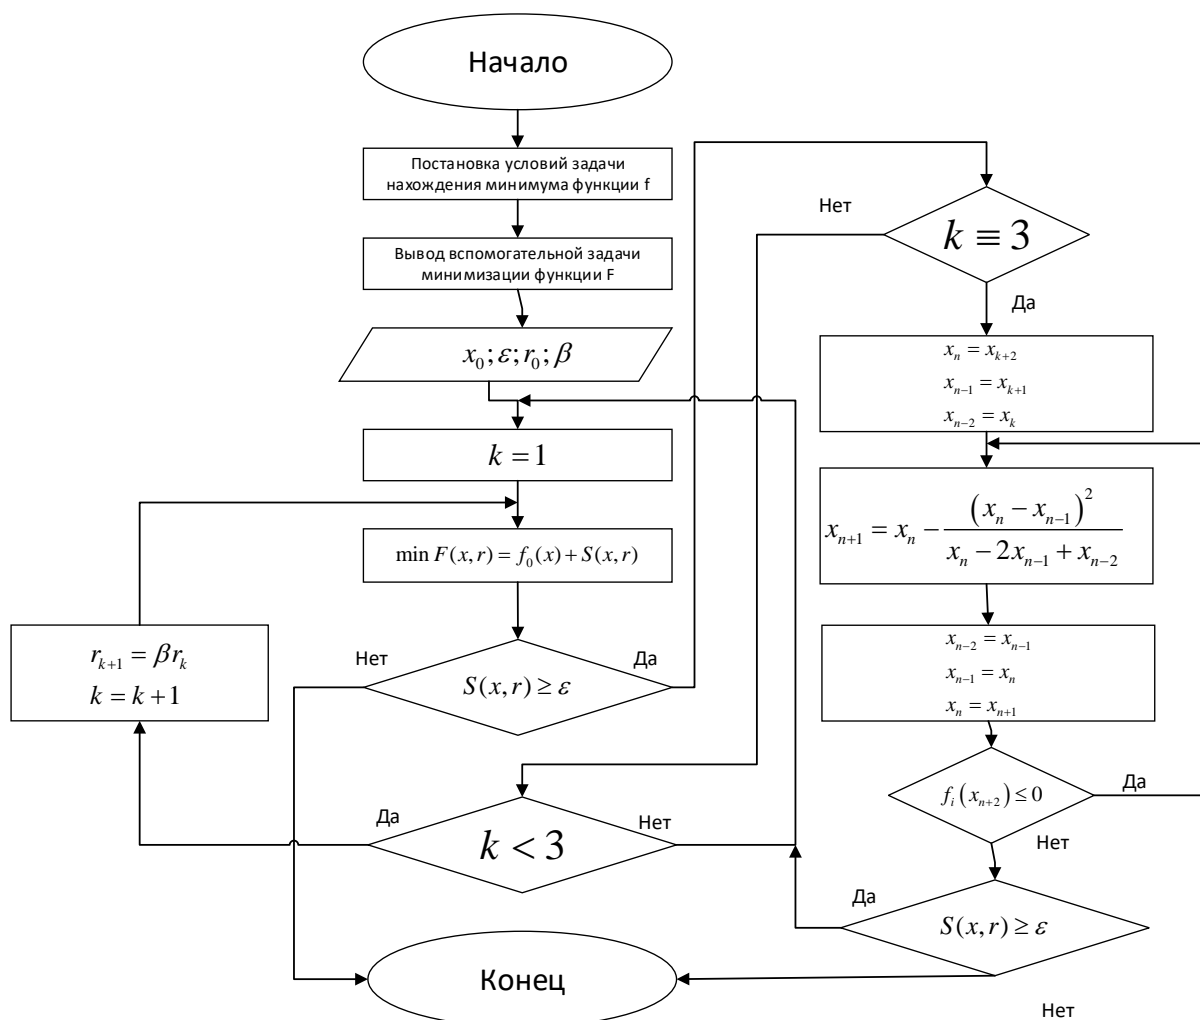 Начало
Постановка условий задачи
нахождения минимума функции f
Вывод вспомогательной задачи
минимизации функции F
x_0; ε; r_0; β
k = 1
min F(x, r) = f_0(x) + S(x, r)
r_{k+1} = βr_k
k = k + 1
Нет
Да
S(x, r) ≥ ε
Да
Нет
k < 3
Конец
Нет
k ≡ 3
Да
x_n = x_{k+2}
x_{n−1} = x_{k+1}
x_{n−2} = x_k
x_{n+1} = x_n − (x_n − x_{n−1})^2 / (x_n − 2x_{n−1} + x_{n−2})
x_{n−2} = x_{n−1}
x_{n−1} = x_n
x_n = x_{n+1}
f_i(x_{n+2}) ≤ 0
Да
Нет
Да
S(x, r) ≥ ε
Нет